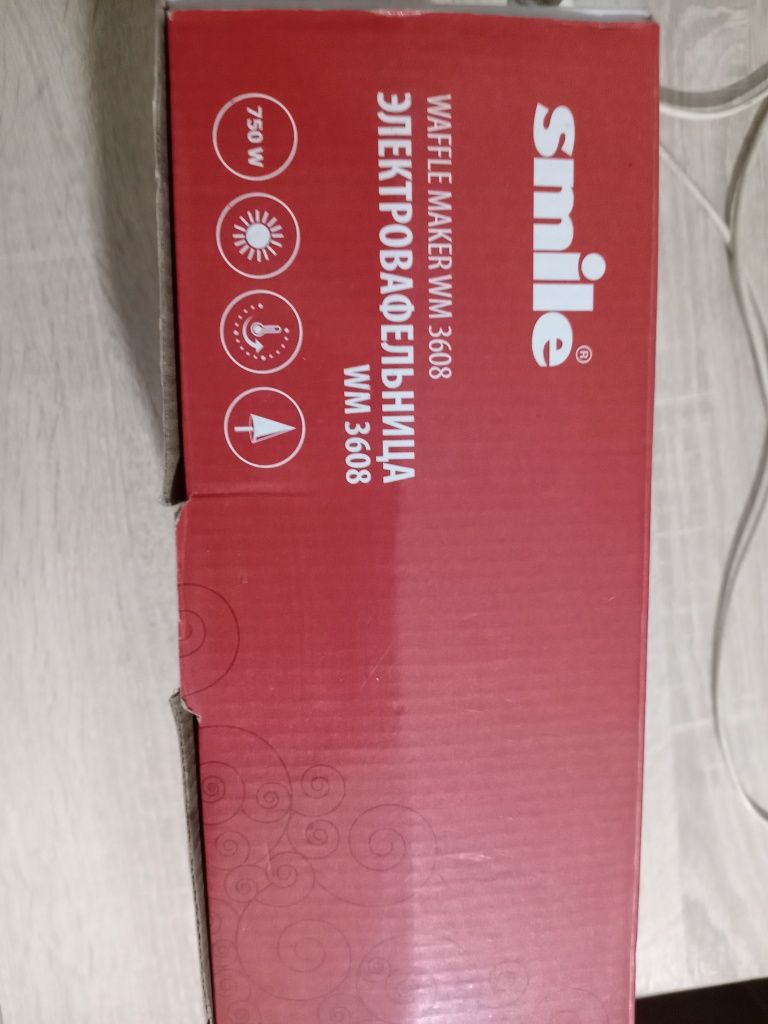 smile®
WAFFLE MAKER WM 3608
ЭЛЕКТРОВАФЕЛЬНИЦА
WM 3608
750 W